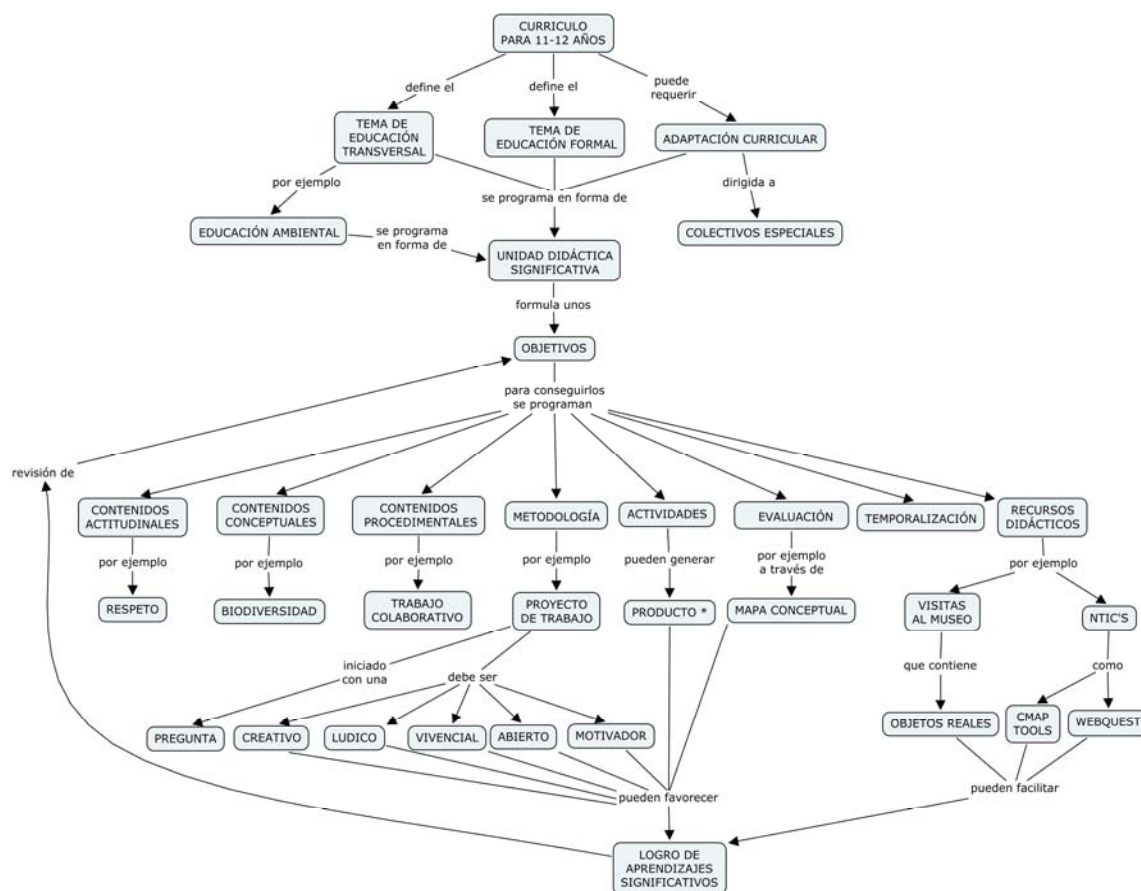 CURRICULO
PARA 11-12 AÑOS
define el
define el
puede
requerir
TEMA DE
EDUCACIÓN
TRANSVERSAL
TEMA DE
EDUCACIÓN FORMAL
ADAPTACIÓN CURRICULAR
por ejemplo
se programa en forma de
dirigida a
EDUCACIÓN AMBIENTAL
se programa
en forma de
COLECTIVOS ESPECIALES
UNIDAD DIDÁCTICA
SIGNIFICATIVA
formula unos
OBJETIVOS
para conseguirlos
se programan
revisión de
CONTENIDOS
ACTITUDINALES
CONTENIDOS
CONCEPTUALES
CONTENIDOS
PROCEDIMENTALES
METODOLOGÍA
ACTIVIDADES
EVALUACIÓN
TEMPORALIZACIÓN
RECURSOS
DIDÁCTICOS
por ejemplo
por ejemplo
por ejemplo
por ejemplo
pueden generar
por ejemplo
a través de
por ejemplo
RESPETO
BIODIVERSIDAD
TRABAJO
COLABORATIVO
PROYECTO
DE TRABAJO
PRODUCTO *
MAPA CONCEPTUAL
VISITAS
AL MUSEO
NTIC'S
iniciado
con una
debe ser
que contiene
como
PREGUNTA
CREATIVO
LUDICO
VIVENCIAL
ABIERTO
MOTIVADOR
OBJETOS REALES
CMAP
TOOLS
WEBQUEST
pueden favorecer
pueden facilitar
LOGRO DE
APRENDIZAJES
SIGNIFICATIVOS